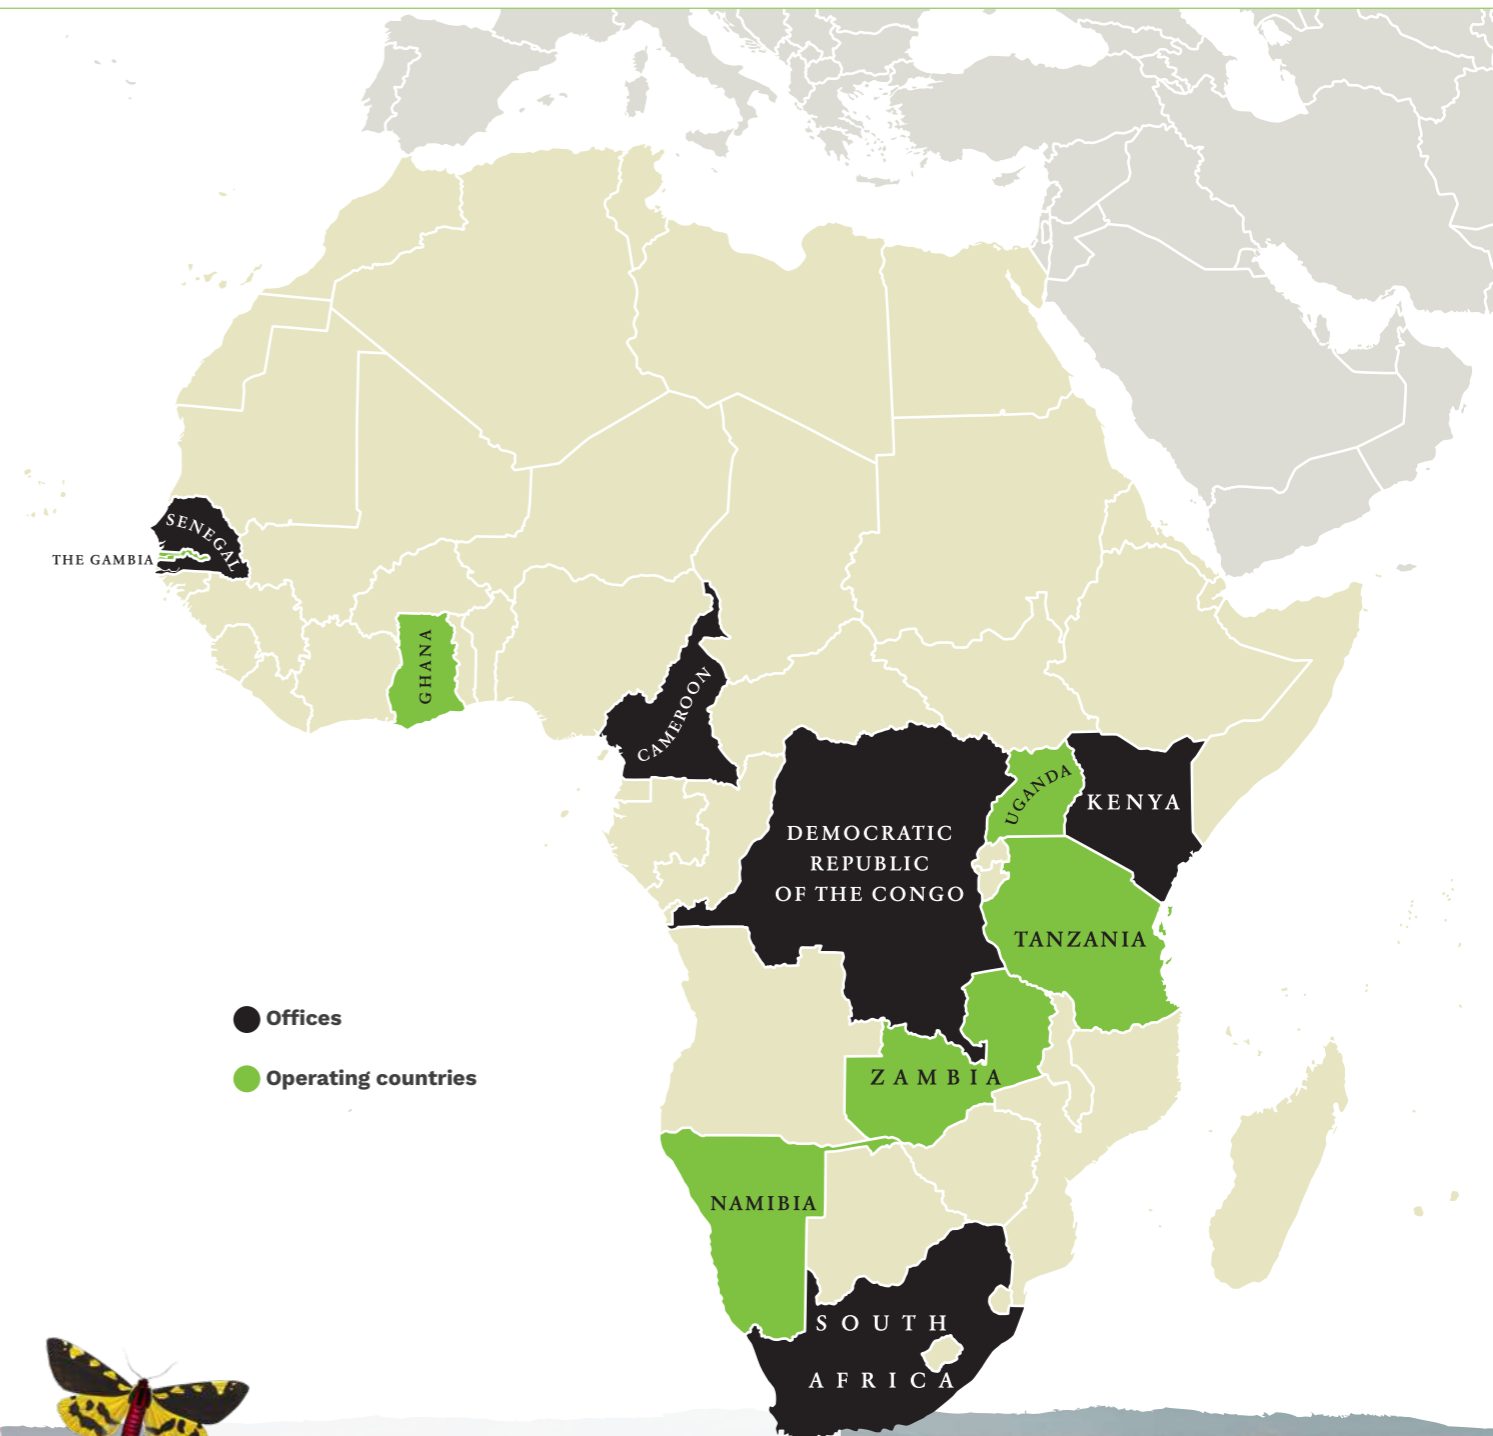 SENEGAL
THE GAMBIA
GHANA
CAMEROON
DEMOCRATIC
REPUBLIC
OF THE CONGO
UGANDA
KENYA
TANZANIA
Offices
Operating countries
ZAMBIA
NAMIBIA
SOUTH
AFRICA